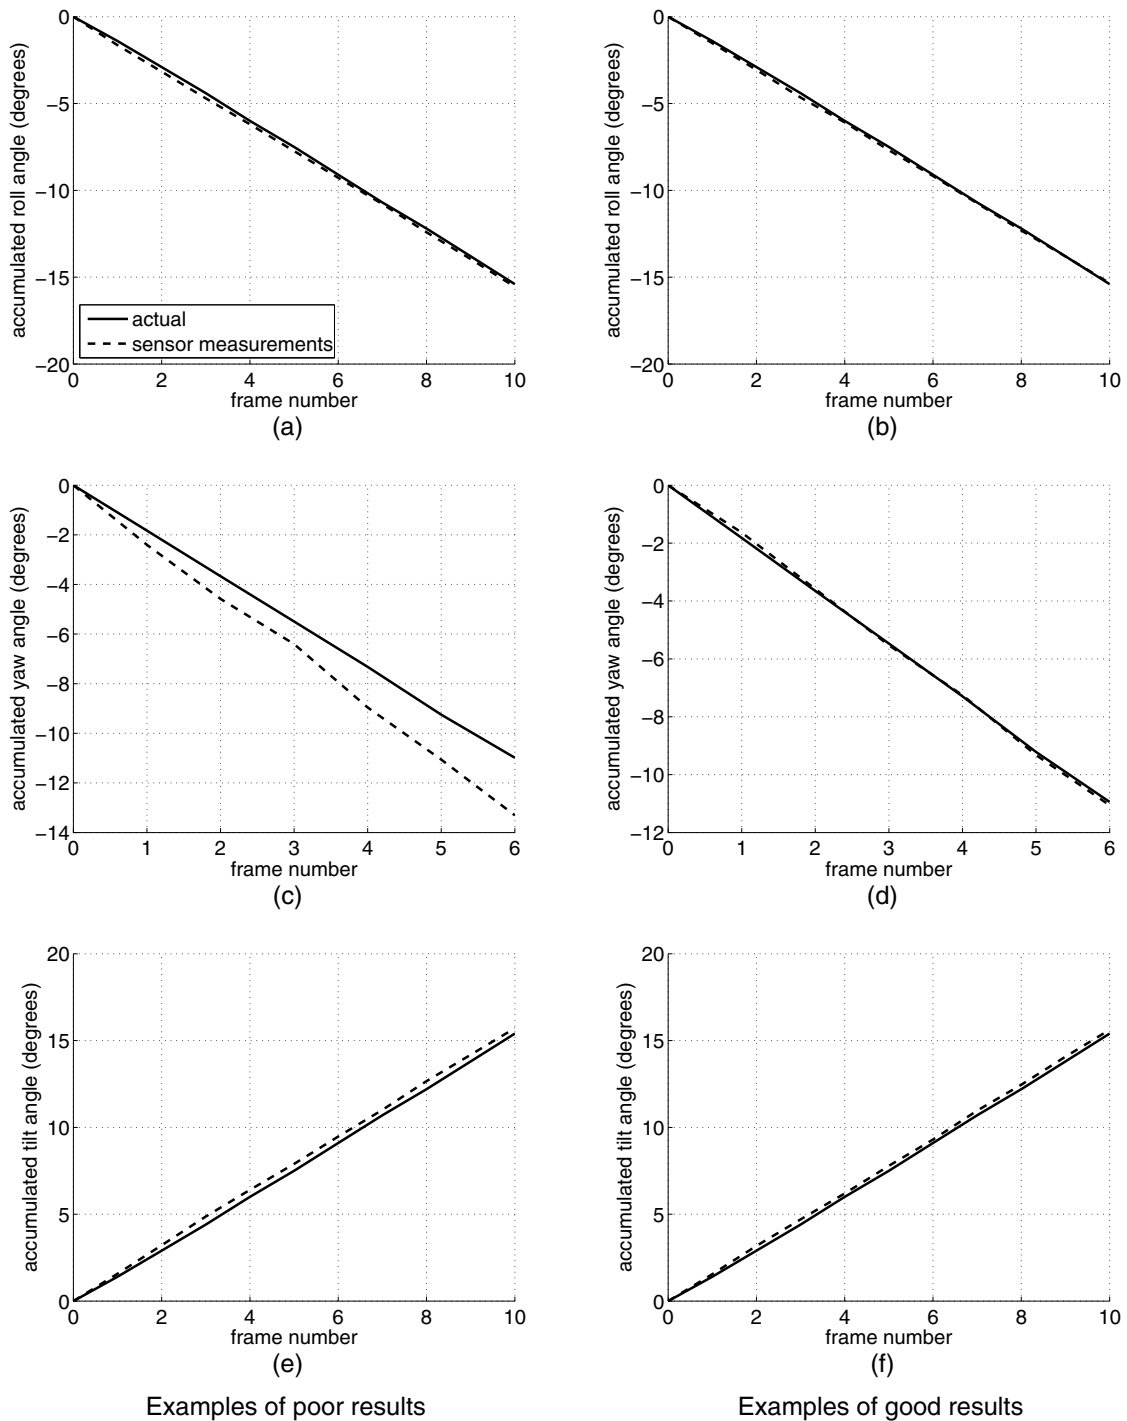 0
−5
−10
−15
−20
accumulated roll angle (degrees)
actual
sensor measurements
0 2 4 6 8 10
frame number
(a)
0
−5
−10
−15
−20
accumulated roll angle (degrees)
0 2 4 6 8 10
frame number
(b)
0
−2
−4
−6
−8
−10
−12
−14
accumulated yaw angle (degrees)
0 1 2 3 4 5 6
frame number
(c)
0
−2
−4
−6
−8
−10
−12
accumulated yaw angle (degrees)
0 1 2 3 4 5 6
frame number
(d)
20
15
10
5
0
accumulated tilt angle (degrees)
0 2 4 6 8 10
frame number
(e)
20
15
10
5
0
accumulated tilt angle (degrees)
0 2 4 6 8 10
frame number
(f)
Examples of poor results
Examples of good results